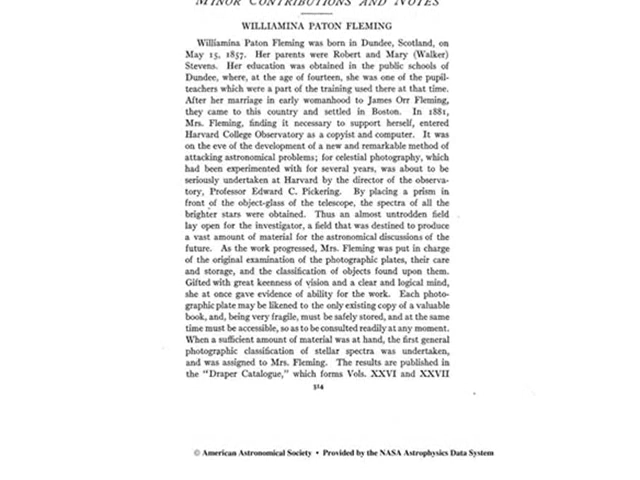 MINOR CONTRIBUTIONS AND NOTES
WILLIAMINA PATON FLEMING
Williamina Paton Fleming was born in Dundee, Scotland, on
May 15, 1857. Her parents were Robert and Mary (Walker)
Stevens. Her education was obtained in the public schools of
Dundee, where, at the age of fourteen, she was one of the pupil-
teachers which were a part of the training used there at that time.
After her marriage in early womanhood to James Orr Fleming,
they came to this country and settled in Boston. In 1881,
Mrs. Fleming, finding it necessary to support herself, entered
Harvard College Observatory as a copyist and computer. It was
on the eve of the development of a new and remarkable method of
attacking astronomical problems; for celestial photography, which
had been experimented with for several years, was about to be
seriously undertaken at Harvard by the director of the observa-
tory, Professor Edward C. Pickering. By placing a prism in
front of the object-glass of the telescope, the spectra of all the
brighter stars were obtained. Thus an almost untrodden field
lay open for the investigator, a field that was destined to produce
a vast amount of material for the astronomical discussions of the
future. As the work progressed, Mrs. Fleming was put in charge
of the original examination of the photographic plates, their care
and storage, and the classification of objects found upon them.
Gifted with great keenness of vision and a clear and logical mind,
she at once gave evidence of ability for the work. Each photo-
graphic plate may be likened to the only existing copy of a valuable
book, and, being very fragile, must be safely stored, and at the same
time must be accessible, so as to be consulted readily at any moment.
When a sufficient amount of material was at hand, the first general
photographic classification of stellar spectra was undertaken,
and was assigned to Mrs. Fleming. The results are published in
the "Draper Catalogue," which forms Vols. XXVI and XXVII
314
© American Astronomical Society • Provided by the NASA Astrophysics Data System